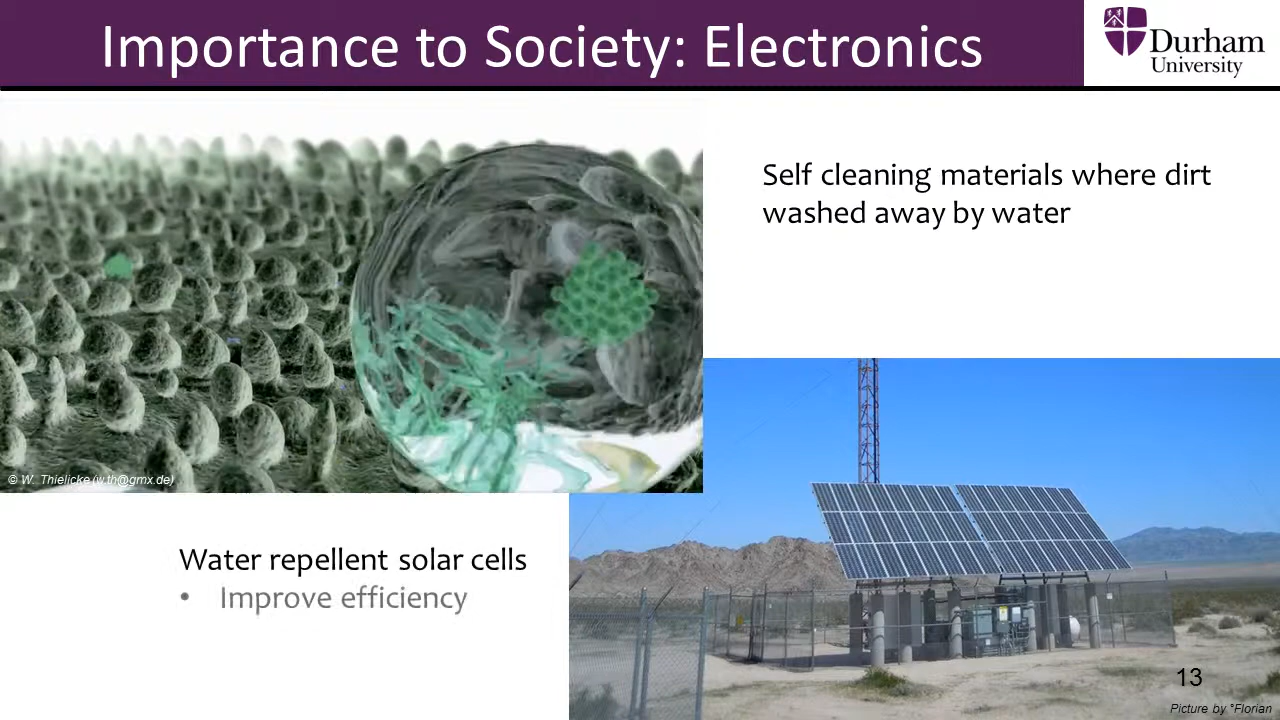 Importance to Society: Electronics
Durham
University
Self cleaning materials where dirt
washed away by water
© W. Thielicke (w.th@gmx.de)
Water repellent solar cells
• Improve efficiency
13
Picture by °Florian